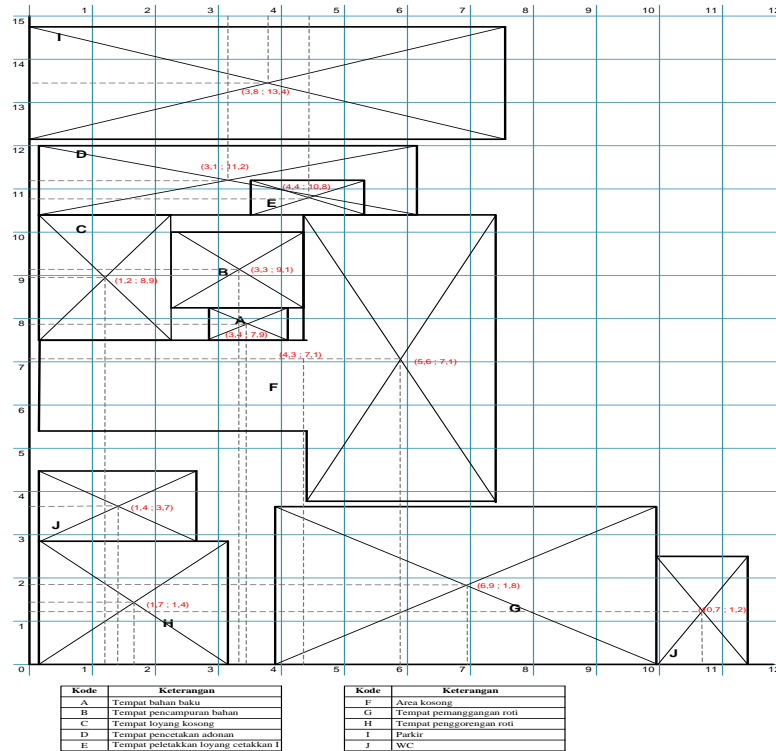 0 1 2 3 4 5 6 7 8 9 10 11 12
15
I
14
(3,8 ; 13,4)
13
12
D
(3,1 ; 11,2)
(4,4 ; 10,8)
11
E
C
10
B
(3,3 ; 9,1)
(1,2 ; 8,9)
9
A
8
(3,4 ; 7,9)
(4,3 ; 7,1)
(5,6 ; 7,1)
7
F
6
5
4
(1,4 ; 3,7)
J
3
2
(6,9 ; 1,8)
(1,7 ; 1,4)
G
(0,7 ; 1,2)
1
H
J
0 1 2 3 4 5 6 7 8 9 10 11 12
Kode Keterangan
A Tempat bahan baku
B Tempat pencampuran bahan
C Tempat loyang kosong
D Tempat pencetakan adonan
E Tempat peletakkan loyang cetakkan I
Kode Keterangan
F Area kosong
G Tempat pemanggangan roti
H Tempat penggorengan roti
I Parkir
J WC